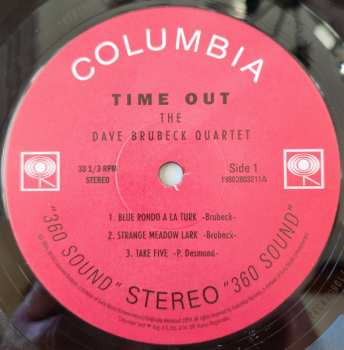 COLUMBIA
TIME OUT
THE
DAVE BRUBECK QUARTET
33 1/3 RPM
STEREO
Side 1
19802803211A
1. BLUE RONDO A LA TURK -Brubeck-
2. STRANGE MEADOW LARK -Brubeck-
3. TAKE FIVE -P. Desmond-
"360 SOUND" STEREO "360 SOUND"